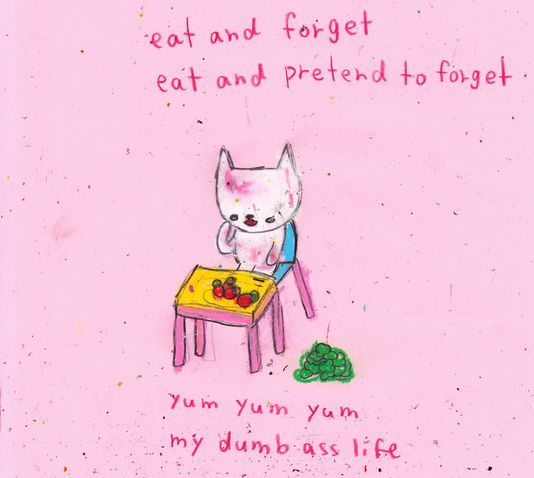 eat and forget
eat and pretend to forget.
yum yum yum
my dumb ass life